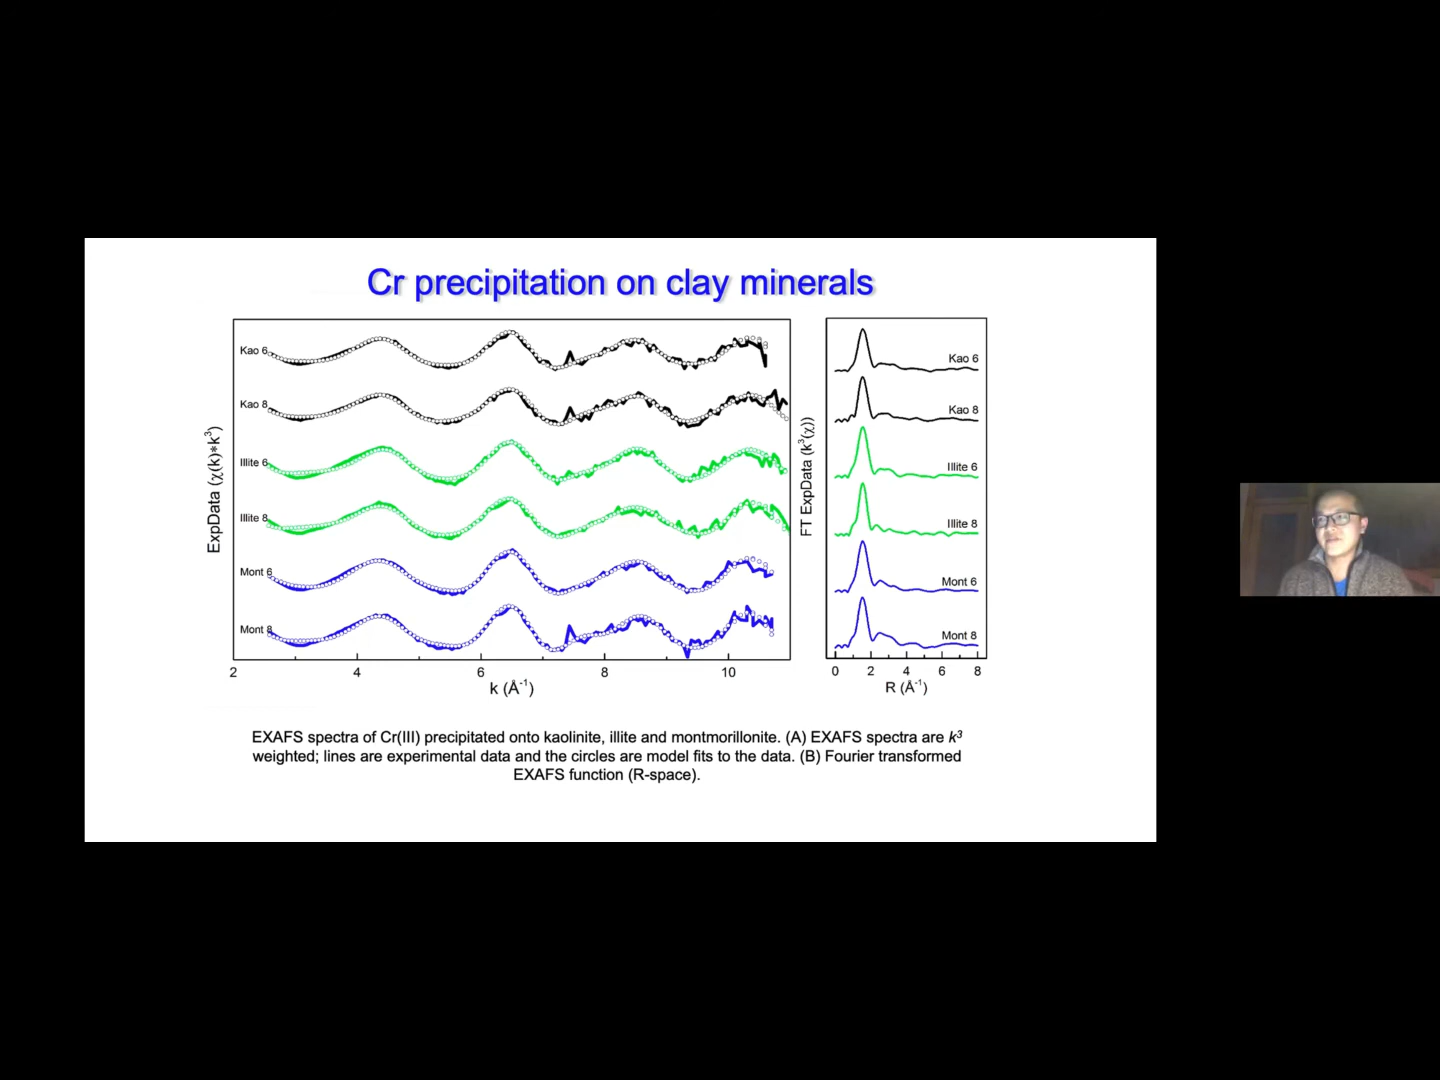 Cr precipitation on clay minerals
ExpData (χ(k)*k³)
Kao 6
Kao 8
Illite 6
Illite 8
Mont 6
Mont 8
2 4 6 8 10
k (Å⁻¹)
FT ExpData (k³(χ))
Kao 6
Kao 8
Illite 6
Illite 8
Mont 6
Mont 8
0 2 4 6 8
R (Å⁻¹)
EXAFS spectra of Cr(III) precipitated onto kaolinite, illite and montmorillonite. (A) EXAFS spectra are k³
weighted; lines are experimental data and the circles are model fits to the data. (B) Fourier transformed
EXAFS function (R-space).